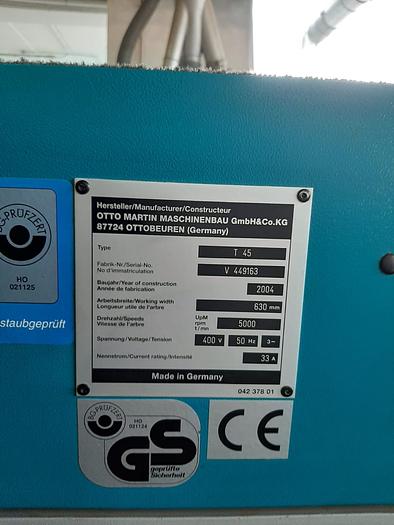 BG-PRÜFZERT
HO
021125
staubgeprüft
Hersteller/Manufacturer/Constructeur
OTTO MARTIN MASCHINENBAU GmbH&Co.KG
87724 OTTOBEUREN (Germany)
Type T 45
Fabrik-Nr./Serial-No.
No d'immatriculation V 449163
Baujahr/Year of construction
Année de fabrication 2004
Arbeitsbreite/Working width
Longueur utile de l'arbre 630 mm
Drehzahl/Speeds UpM
Vitesse de l'arbre rpm 5000
t/mn
Spannung/Voltage/Tension 400 V 50 Hz 3~
Nennstrom/Current rating/Intensité 33 A
Made in Germany
042 378 01
BG-PRÜFZERT
HO
021124
GS
geprüfte
Sicherheit
CE